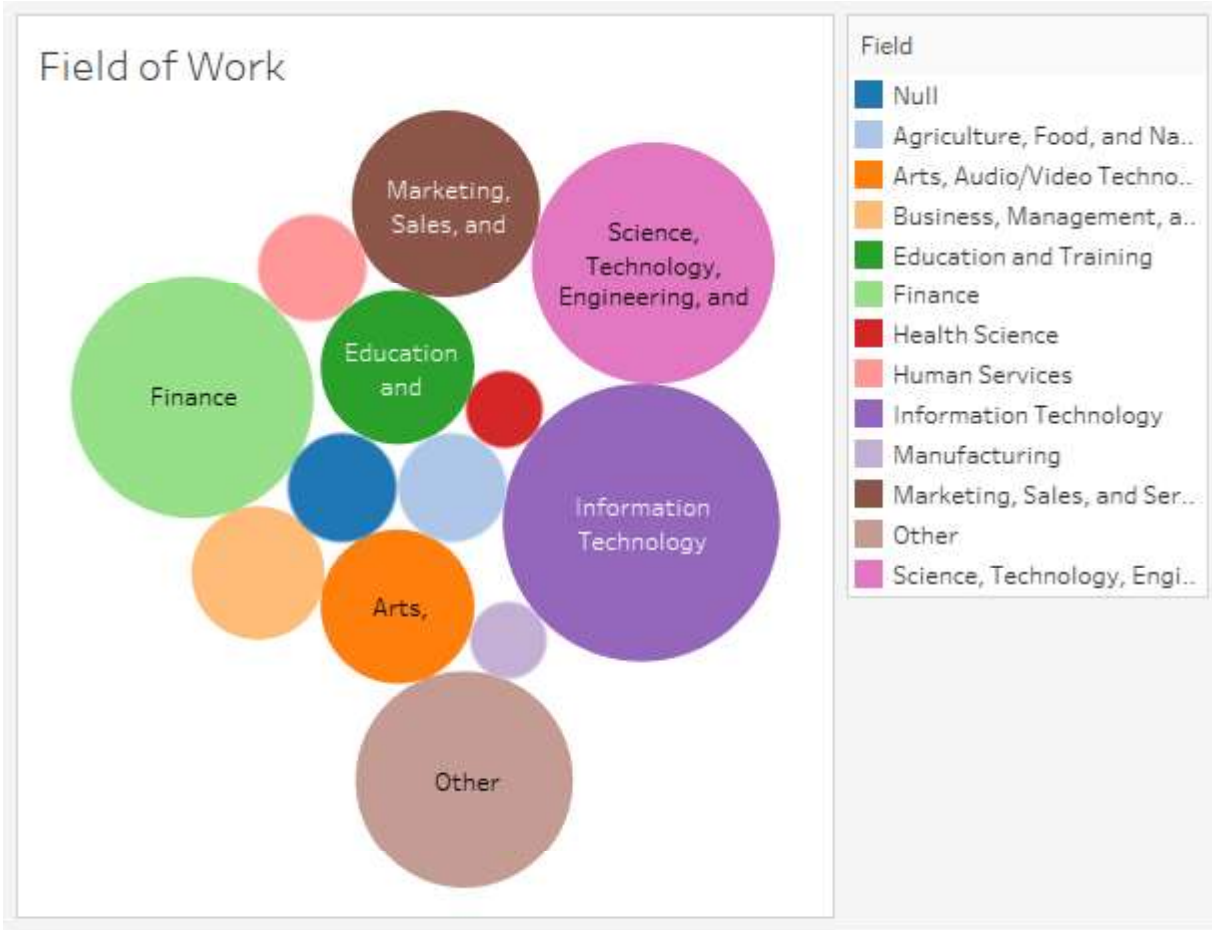 Field of Work
Marketing,
Sales, and
Science,
Technology,
Engineering, and
Education
and
Finance
Information
Technology
Arts,
Other
Field
Null
Agriculture, Food, and Na..
Arts, Audio/Video Techno..
Business, Management, a..
Education and Training
Finance
Health Science
Human Services
Information Technology
Manufacturing
Marketing, Sales, and Ser..
Other
Science, Technology, Engi..